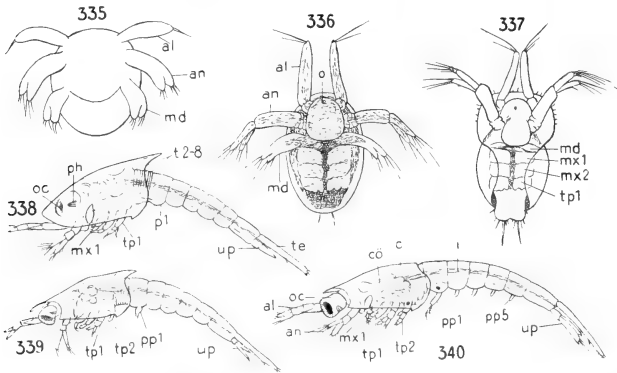 335
al
an
md
336
al
o
an
md
337
md
mx1
mx2
tp1
338
oc
ph
t2-8
mx1
tp1
p1
up
te
339
tp1
tp2
pp1
up
340
al
oc
an
mx1
tp1
cö
c
tp2
pp1
pp5
up